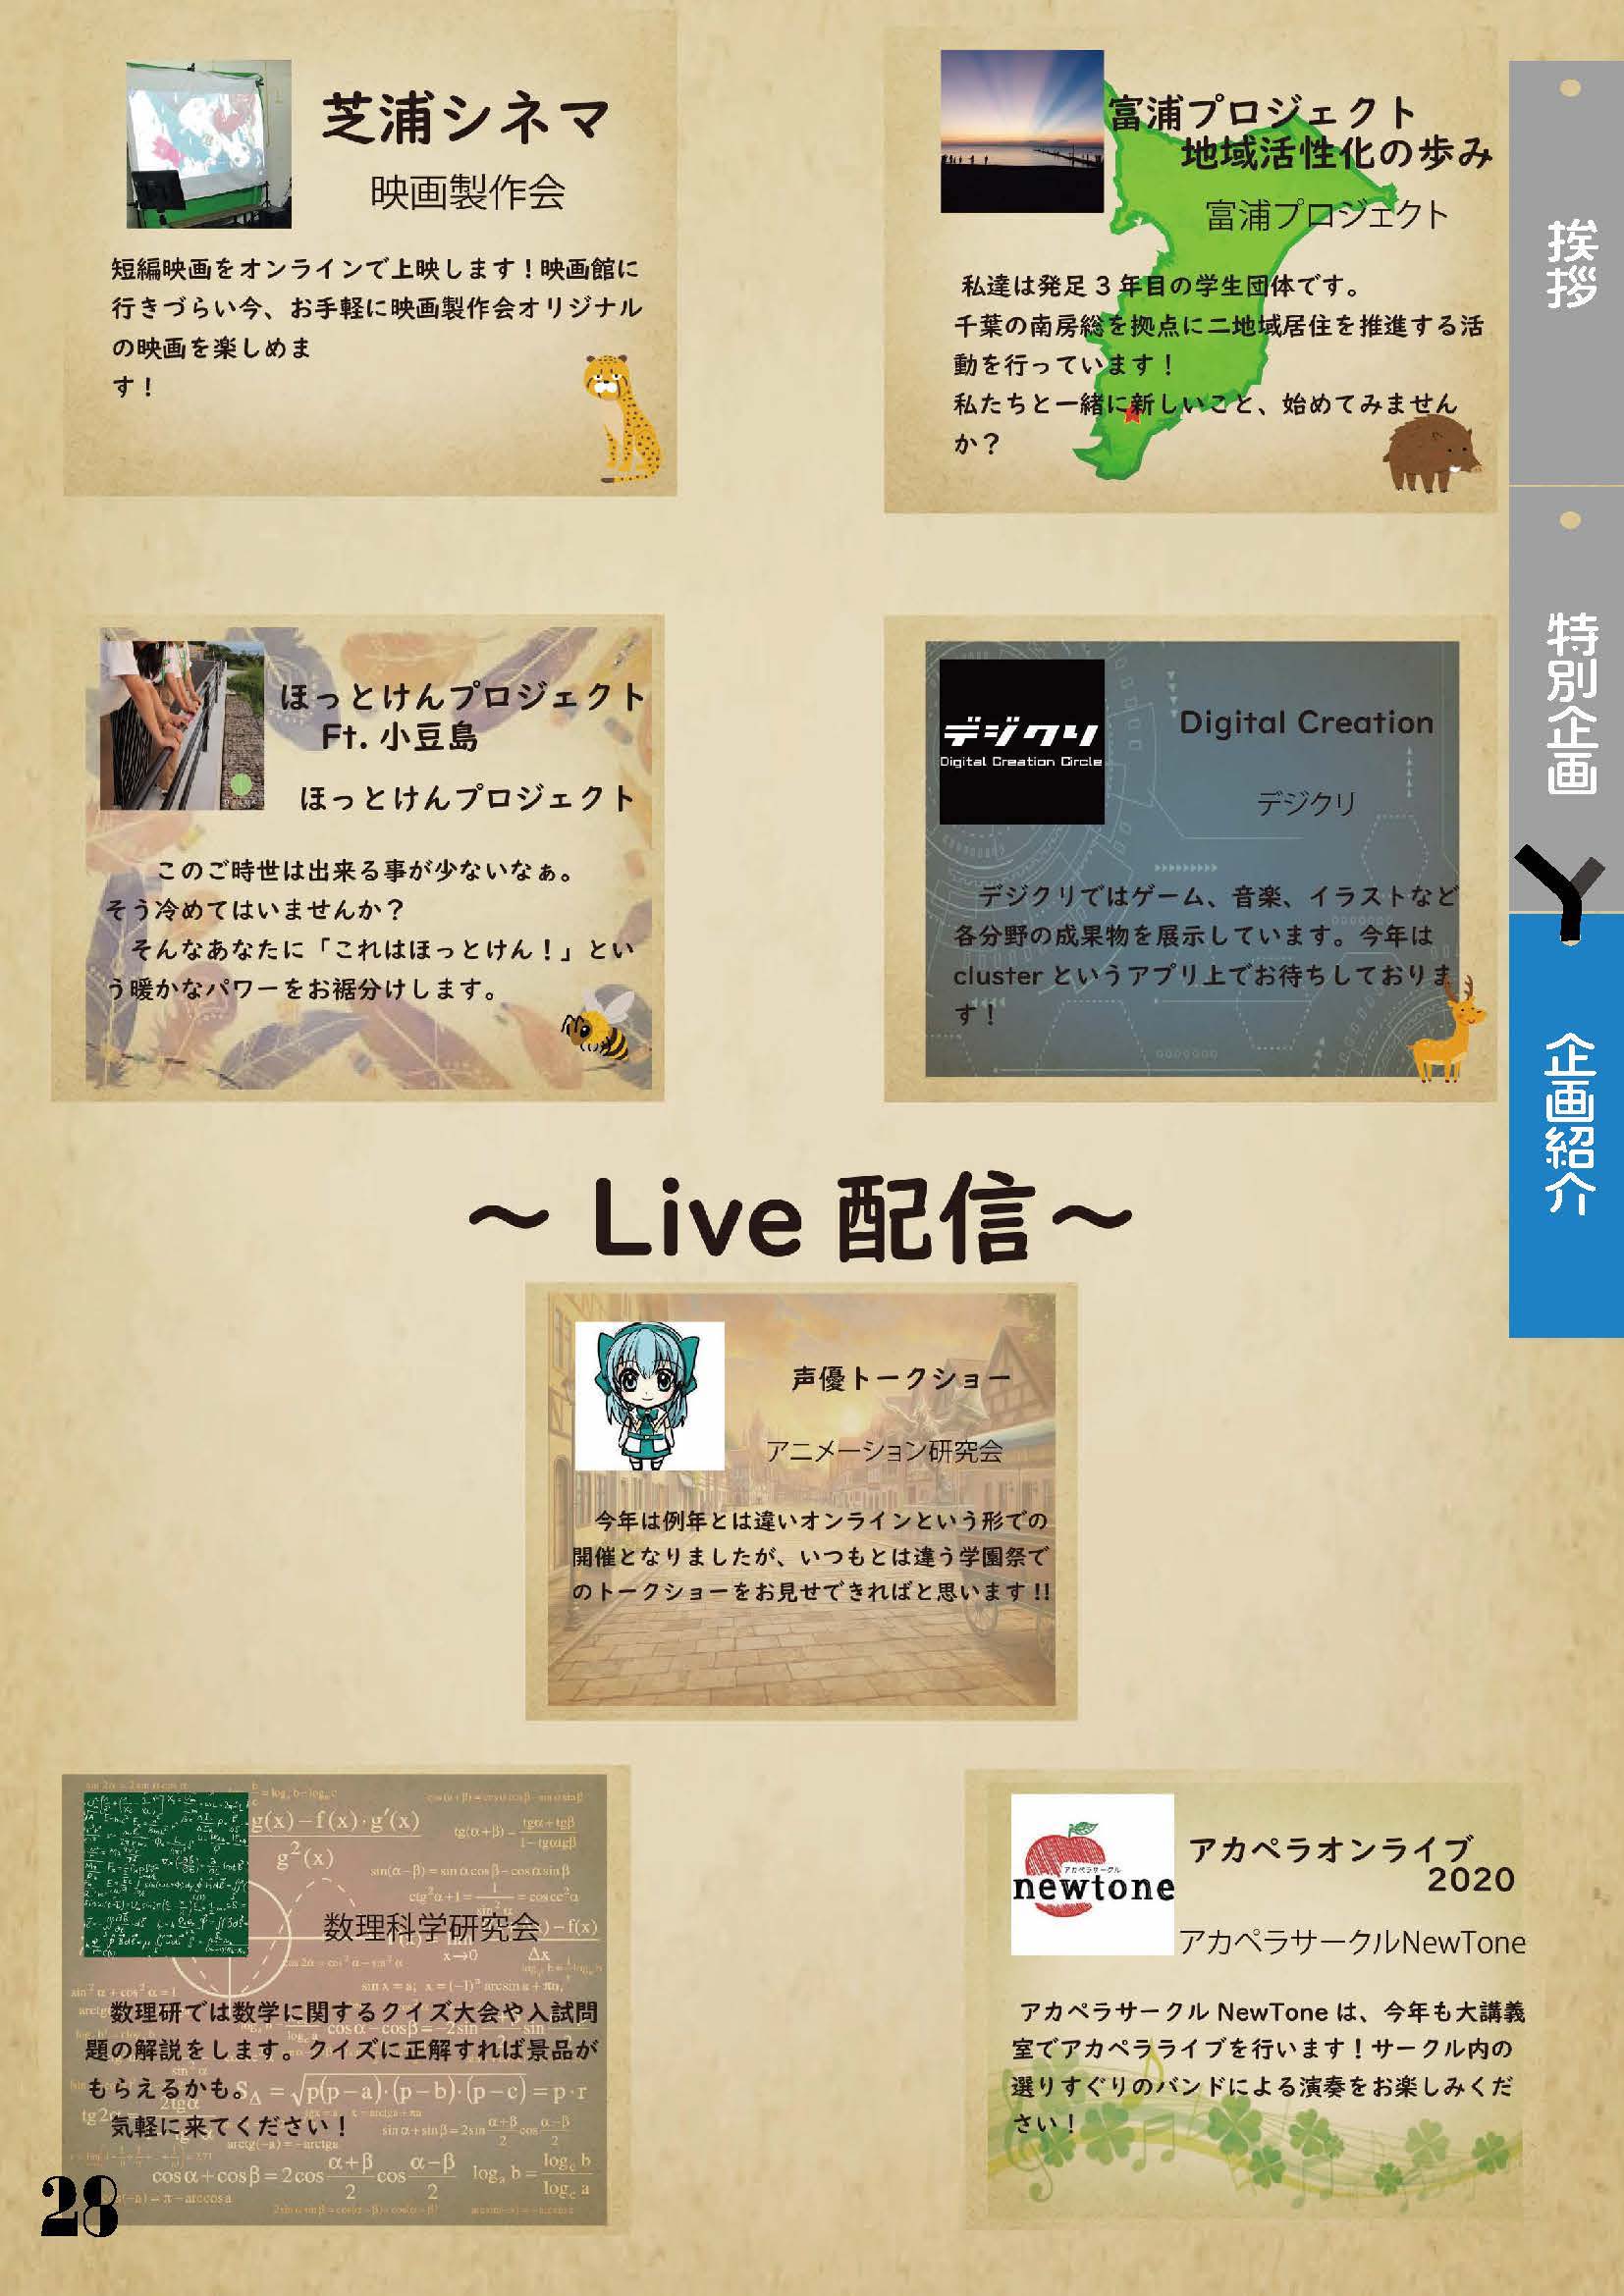 芝浦シネマ
映画製作会
短編映画をオンラインで上映します！映画館に
行きづらい今、お手軽に映画製作会オリジナル
の映画を楽しめま
す！
富浦プロジェクト
地域活性化の歩み
富浦プロジェクト
私達は発足３年目の学生団体です。
千葉の南房総を拠点に二地域居住を推進する活
動を行っています！
私たちと一緒に新しいこと、始めてみません
か？
ほっとけんプロジェクト
Ft. 小豆島
ほっとけんプロジェクト
このご時世は出来る事が少ないなぁ。
そう冷めてはいませんか？
そんなあなたに「これはほっとけん！」とい
う暖かなパワーをお裾分けします。
デジクリ
Digital Creation Circle
Digital Creation
デジクリ
デジクリではゲーム、音楽、イラストなど
各分野の成果物を展示しています。今年は
cluster というアプリ上でお待ちしておりま
す！
～ Live 配信～
声優トークショー
アニメーション研究会
今年は例年とは違いオンラインという形での
開催となりましたが、いつもとは違う学園祭で
のトークショーをお見せできればと思います!!
数理科学研究会
数理研では数学に関するクイズ大会や入試問
題の解説をします。クイズに正解すれば景品が
もらえるかも。
気軽に来てください！
g(x)－f(x)·g′(x)
g²(x)
sin(α−β)＝sin α cos β−cos α sin β
S△ = √p(p−a)·(p−b)·(p−c) = p·r
cos α+cos β=2cos α+β/2 cos α−β/2
logₐ b = log꜀ b / log꜀ a
アカペラサークル
newtone
アカペラオンライブ
2020
アカペラサークルNewTone
アカペラサークル NewTone は、今年も大講義
室でアカペラライブを行います！サークル内の
選りすぐりのバンドによる演奏をお楽しみくだ
さい！
挨拶
特別企画
企画紹介
28